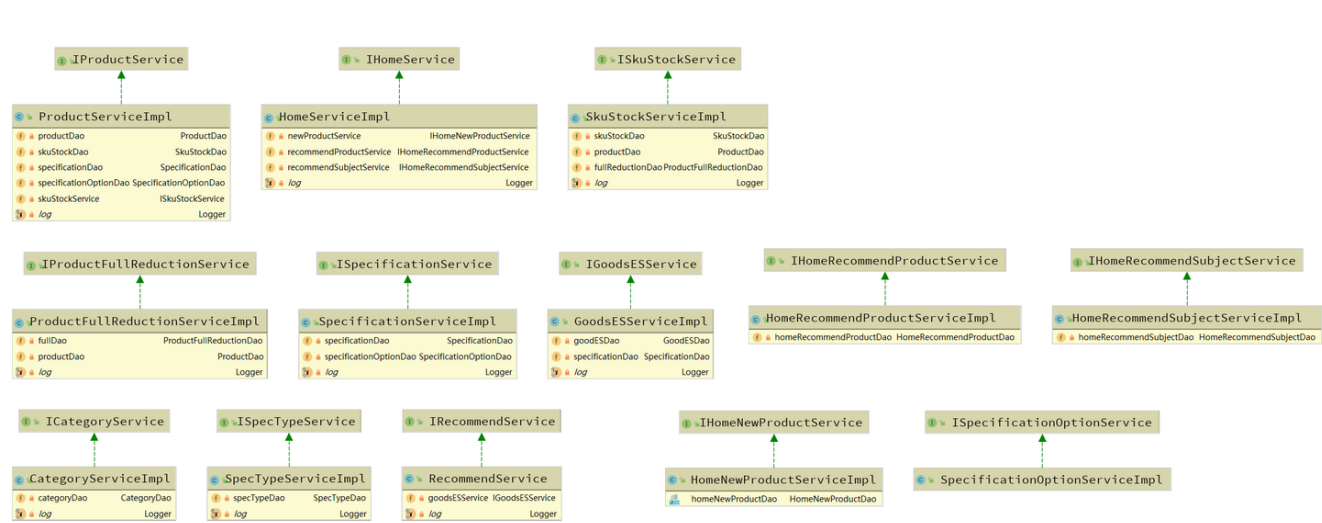 IProductService
IHomeService
ISkuStockService
ProductServiceImpl
productDao ProductDao
skuStockDao SkuStockDao
specificationDao SpecificationDao
specificationOptionDao SpecificationOptionDao
skuStockService ISkuStockService
log Logger
HomeServiceImpl
newProductService IHomeNewProductService
recommendProductService IHomeRecommendProductService
recommendSubjectService IHomeRecommendSubjectService
log Logger
SkuStockServiceImpl
skuStockDao SkuStockDao
productDao ProductDao
fullReductionDao ProductFullReductionDao
log Logger
IProductFullReductionService
ISpecificationService
IGoodsESService
IHomeRecommendProductService
IHomeRecommendSubjectService
ProductFullReductionServiceImpl
fullDao ProductFullReductionDao
productDao ProductDao
log Logger
SpecificationServiceImpl
specificationDao SpecificationDao
specificationOptionDao SpecificationOptionDao
log Logger
GoodsESServiceImpl
goodESDao GoodESDao
specificationDao SpecificationDao
log Logger
HomeRecommendProductServiceImpl
homeRecommendProductDao HomeRecommendProductDao
HomeRecommendSubjectServiceImpl
homeRecommendSubjectDao HomeRecommendSubjectDao
ICategoryService
ISpecTypeService
IRecommendService
IHomeNewProductService
ISpecificationOptionService
CategoryServiceImpl
categoryDao CategoryDao
log Logger
SpecTypeServiceImpl
specTypeDao SpecTypeDao
log Logger
RecommendService
goodsESService IGoodsESService
log Logger
HomeNewProductServiceImpl
homeNewProductDao HomeNewProductDao
SpecificationOptionServiceImpl